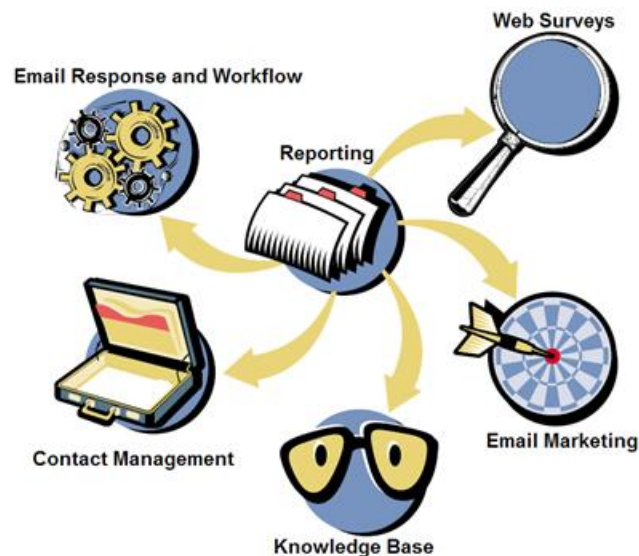 Web Surveys
Email Response and Workflow
Reporting
Email Marketing
Contact Management
Knowledge Base